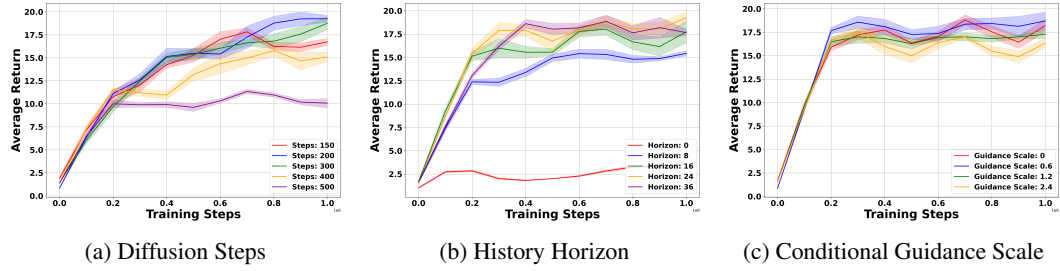 20.0
17.5
15.0
12.5
10.0
7.5
5.0
2.5
0.0
Average Return
0.0 0.2 0.4 0.6 0.8 1.0
1e6
Training Steps
Steps: 150
Steps: 200
Steps: 300
Steps: 400
Steps: 500
(a) Diffusion Steps
20.0
17.5
15.0
12.5
10.0
7.5
5.0
2.5
Average Return
0.0 0.2 0.4 0.6 0.8 1.0
1e6
Training Steps
Horizon: 0
Horizon: 8
Horizon: 16
Horizon: 24
Horizon: 36
(b) History Horizon
20.0
17.5
15.0
12.5
10.0
7.5
5.0
2.5
0.0
Average Return
0.0 0.2 0.4 0.6 0.8 1.0
1e6
Training Steps
Guidance Scale: 0
Guidance Scale: 0.6
Guidance Scale: 1.2
Guidance Scale: 2.4
(c) Conditional Guidance Scale